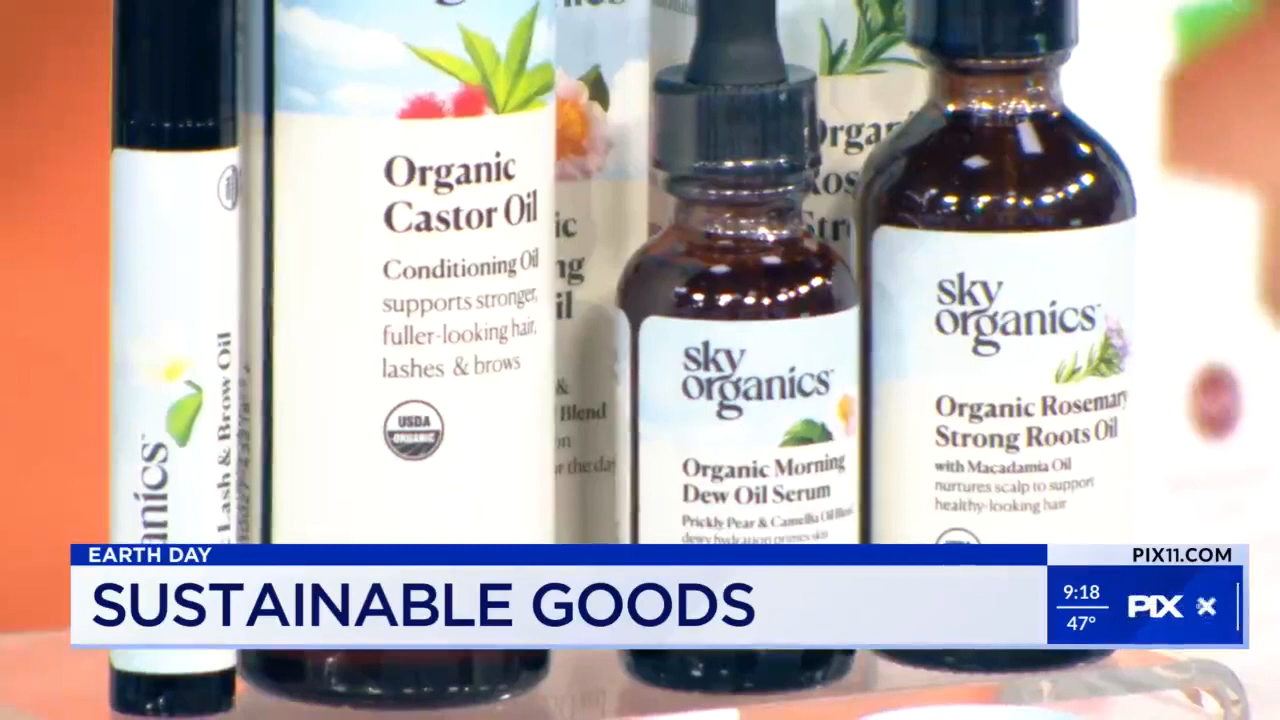 Organic
Castor Oil
Conditioning Oil
supports stronger,
fuller-looking hair,
lashes & brows
USDA
ORGANIC
Lash & Brow Oil
Blend
sky
organics
Organic Morning
Dew Oil Serum
Prickly Pear & Camellia Oil
sky
organics
Organic Rosemary
Strong Roots Oil
with Macadamia Oil
nurtures scalp to support
healthy-looking hair
EARTH DAY
SUSTAINABLE GOODS
PIX11.COM
9:18
47°
PIX